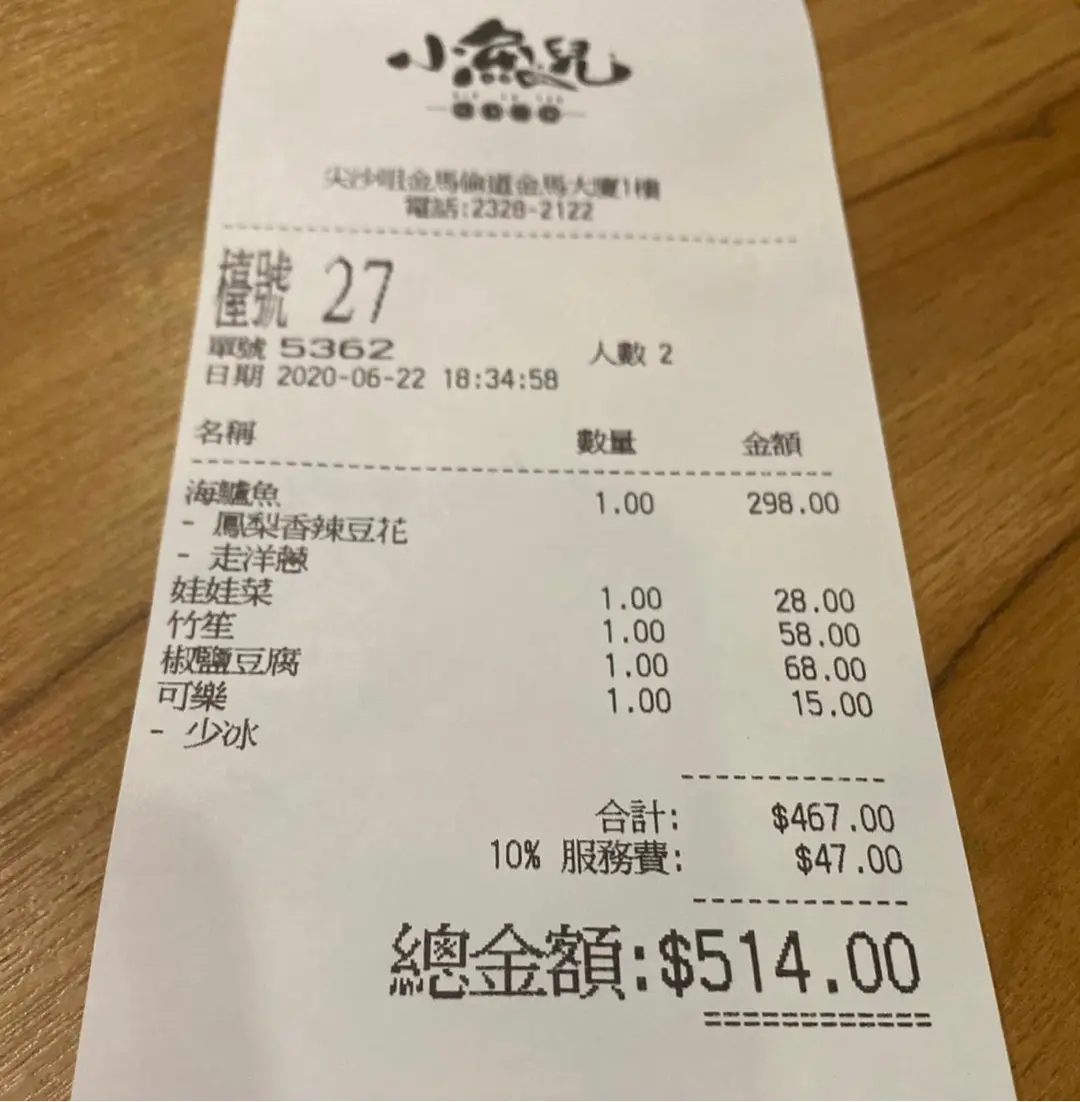 小漁兒
尖沙咀金馬倫道金馬大廈1樓
電話:2328-2122
檯號 27
單號 5362 人數 2
日期 2020-06-22 18:34:58
名稱 數量 金額
海鱸魚 1.00 298.00
- 鳳梨香辣豆花
- 走洋蔥
娃娃菜 1.00 28.00
竹笙 1.00 58.00
椒鹽豆腐 1.00 68.00
可樂 1.00 15.00
- 少冰
合計: $467.00
10% 服務費: $47.00
總金額:$514.00